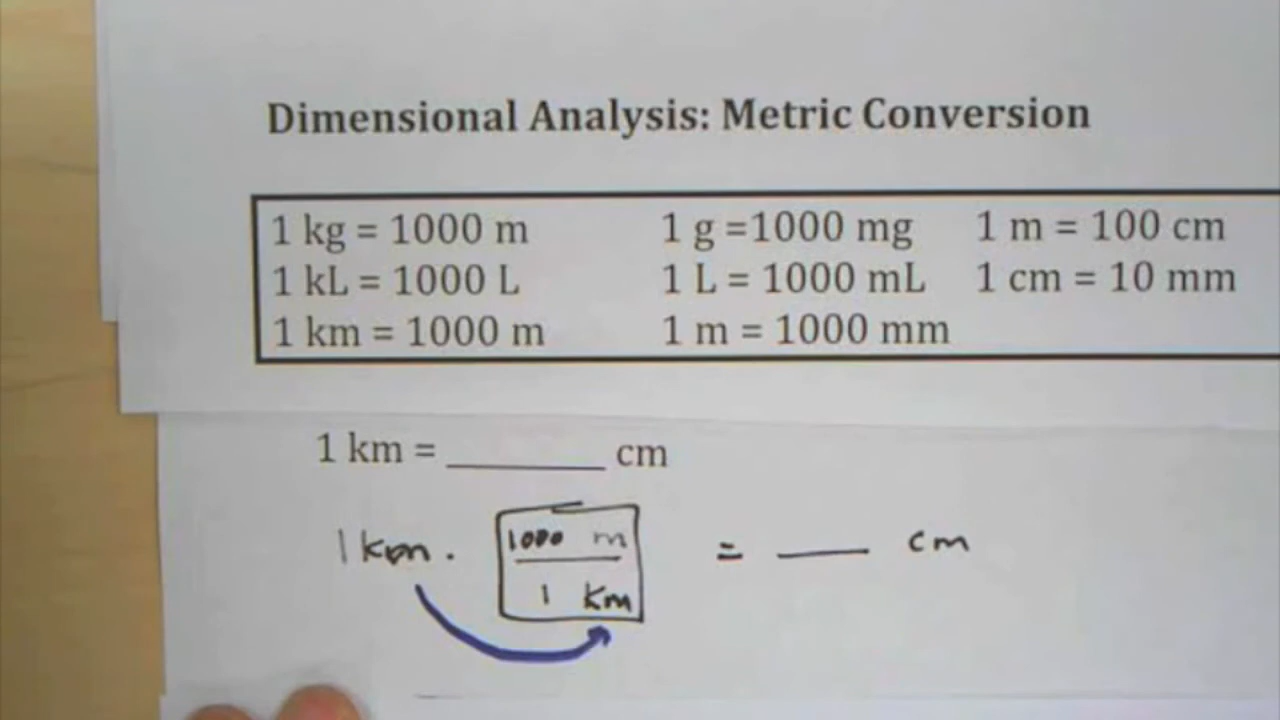 Dimensional Analysis: Metric Conversion
1 kg = 1000 m 1 g =1000 mg 1 m = 100 cm
1 kL = 1000 L 1 L = 1000 mL 1 cm = 10 mm
1 km = 1000 m 1 m = 1000 mm
1 km = ________ cm
1 km . 1000 m = ___ cm
1 km